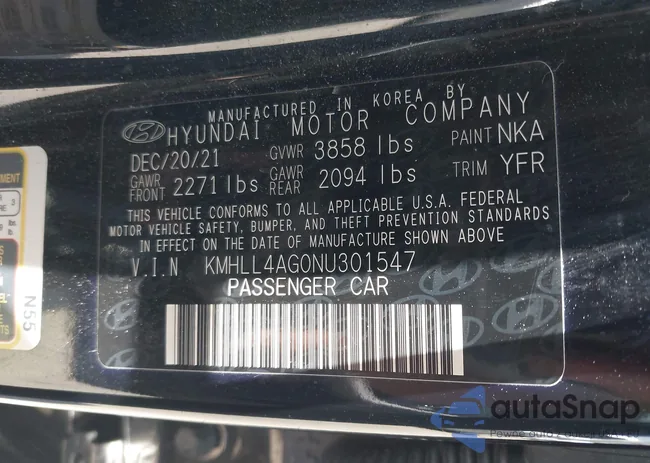 MANUFACTURED IN KOREA BY
HYUNDAI MOTOR COMPANY
DEC/20/21 GVWR 3858 lbs PAINT NKA
GAWR FRONT 2271 lbs GAWR REAR 2094 lbs TRIM YFR
THIS VEHICLE CONFORMS TO ALL APPLICABLE U.S.A. FEDERAL
MOTOR VEHICLE SAFETY, BUMPER, AND THEFT PREVENTION STANDARDS
IN EFFECT ON THE DATE OF MANUFACTURE SHOWN ABOVE
V.I.N KMHLL4AG0NU301547
PASSENGER CAR
N55
autaSnap